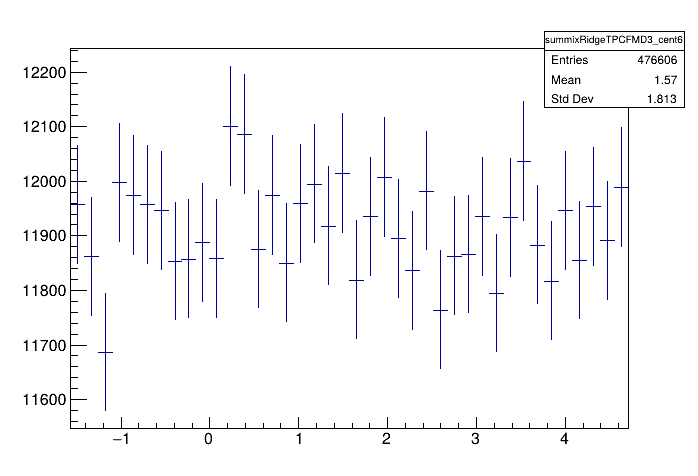 summixRidgeTPCFMD3_cent6
Entries 476606
Mean 1.57
Std Dev 1.813
12200
12100
12000
11900
11800
11700
11600
−1 0 1 2 3 4